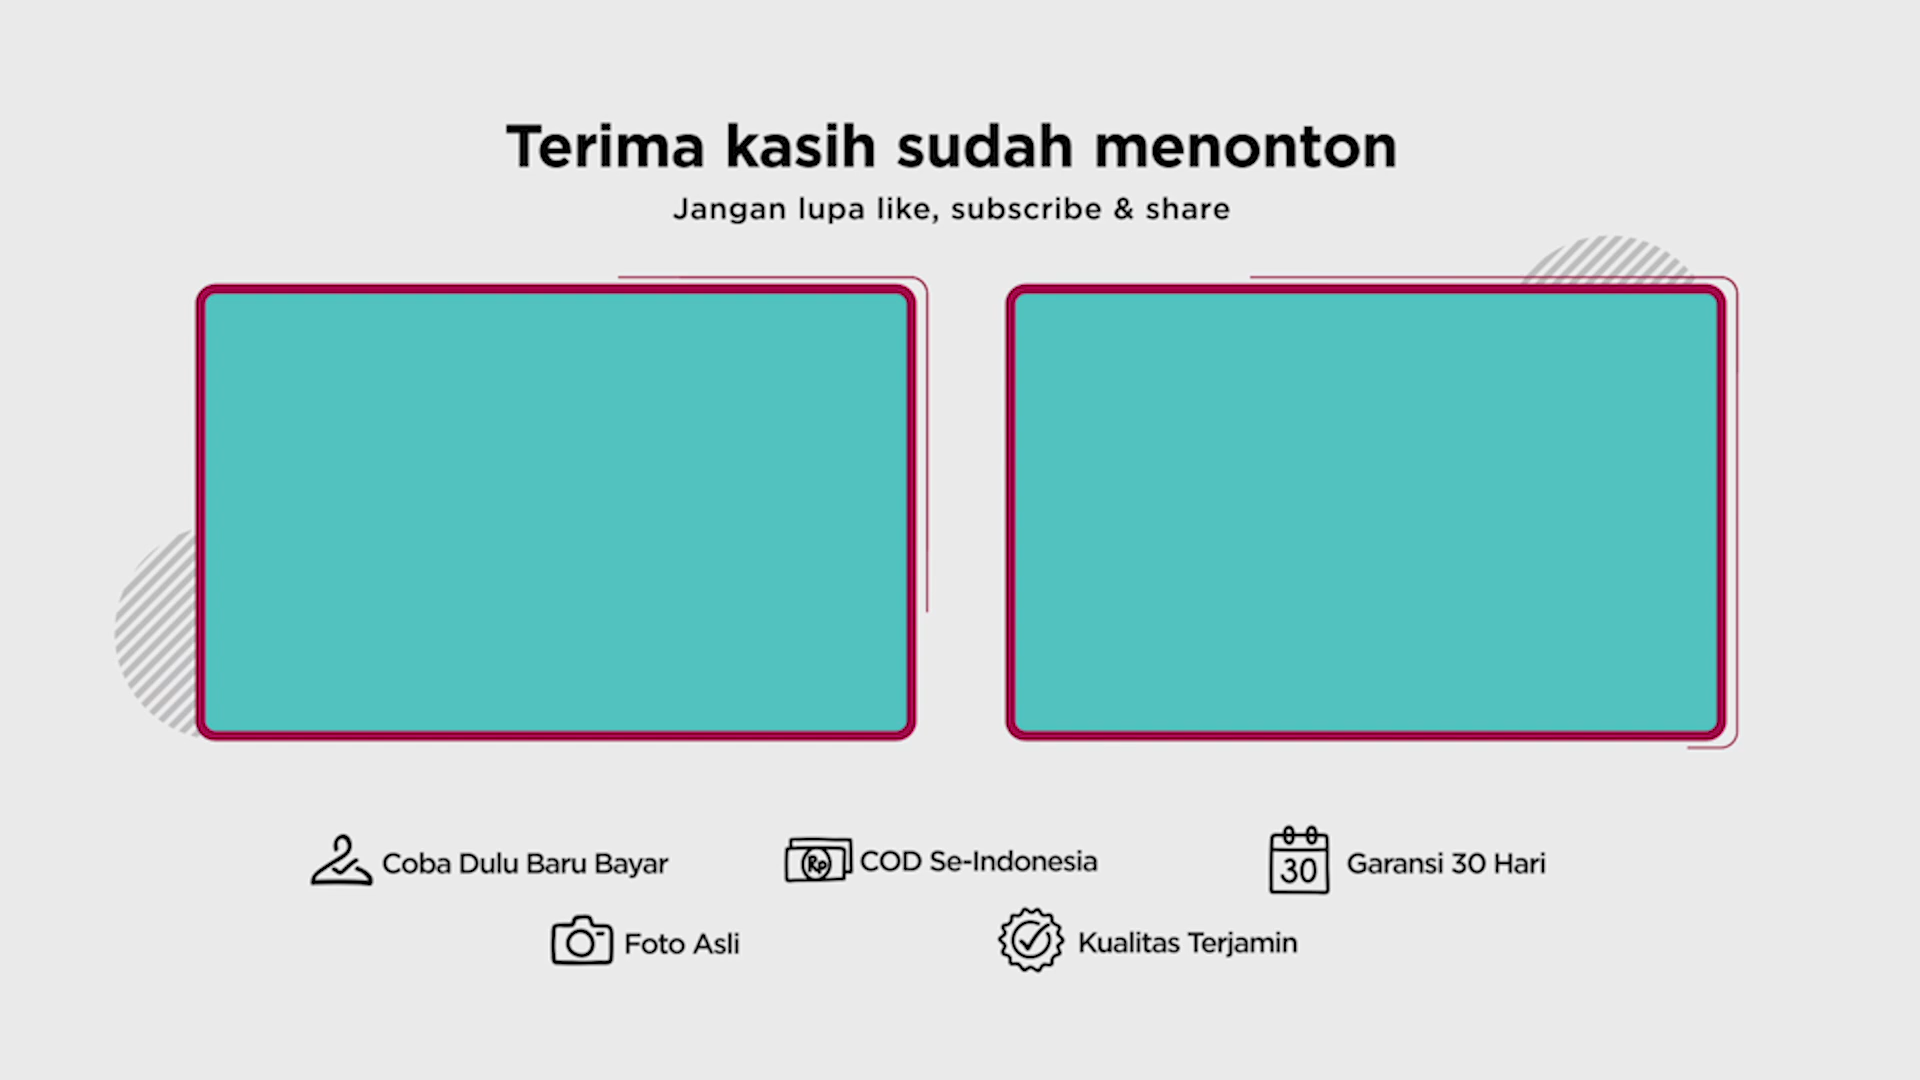 Terima kasih sudah menonton
Jangan lupa like, subscribe & share
Coba Dulu Baru Bayar
Rp
COD Se-Indonesia
30
Garansi 30 Hari
Foto Asli
Kualitas Terjamin